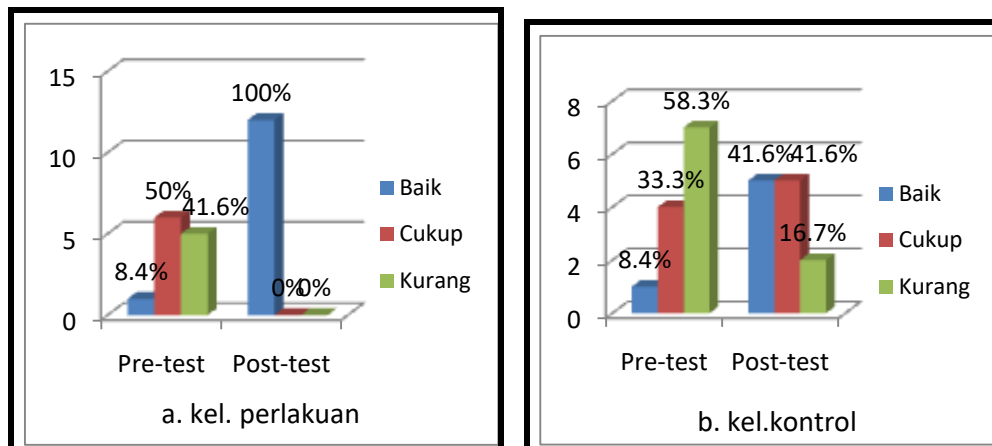 15
10
5
0
100%
50%
41.6%
8.4%
0%
0%
Pre-test
Post-test
Baik
Cukup
Kurang
a. kel. perlakuan
8
6
4
2
0
58.3%
41.6%
41.6%
33.3%
16.7%
8.4%
Pre-test
Post-test
Baik
Cukup
Kurang
b. kel.kontrol